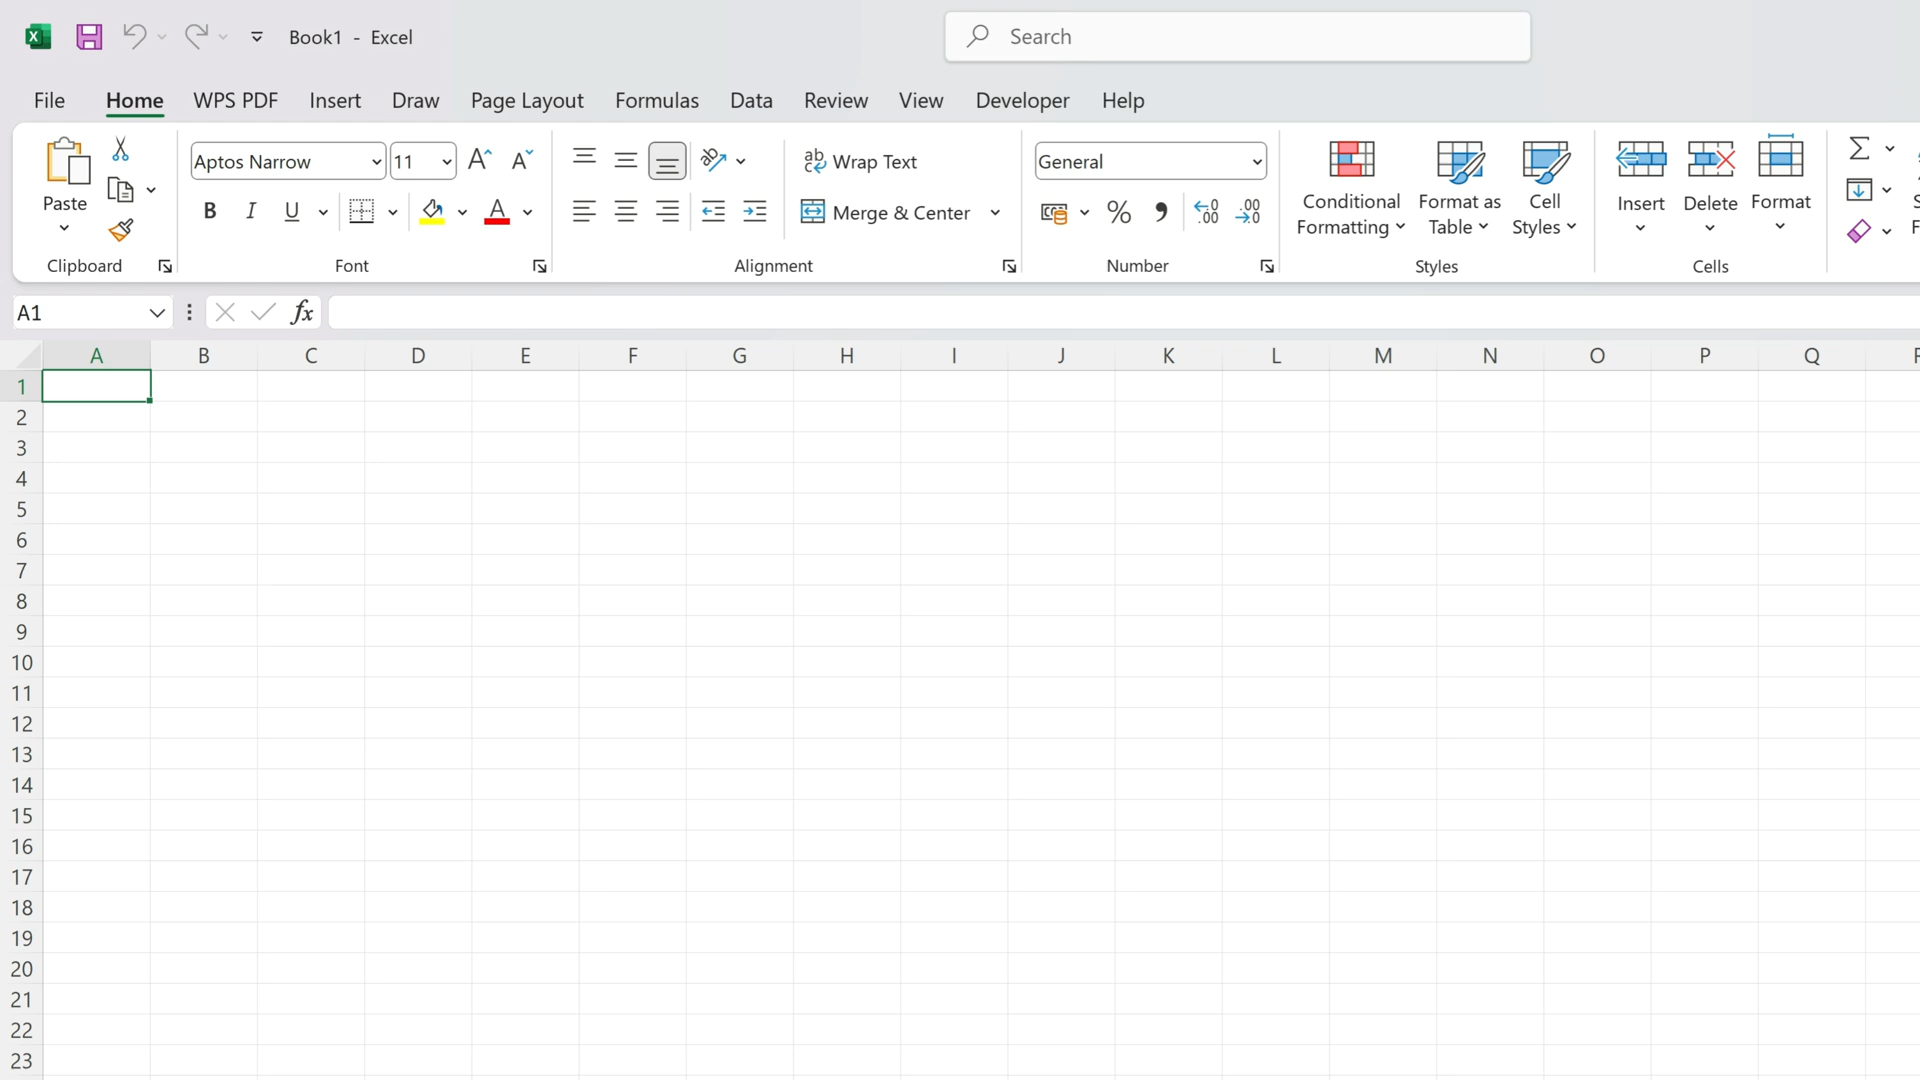 Book1 - Excel
Search
File Home WPS PDF Insert Draw Page Layout Formulas Data Review View Developer Help
Paste
Clipboard
Aptos Narrow 11
B I U
Font
Wrap Text
Merge & Center
Alignment
General
% ,
Number
Conditional Formatting
Format as Table
Cell Styles
Styles
Insert Delete Format
Cells
A1
fx
A B C D E F G H I J K L M N O P Q
1
2
3
4
5
6
7
8
9
10
11
12
13
14
15
16
17
18
19
20
21
22
23